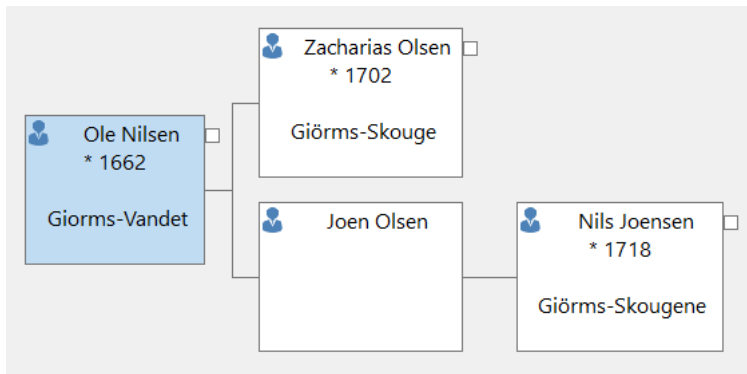 Zacharias Olsen
* 1702
Giörms-Skouge
Ole Nilsen
* 1662
Giorms-Vandet
Joen Olsen
Nils Joensen
* 1718
Giörms-Skougene